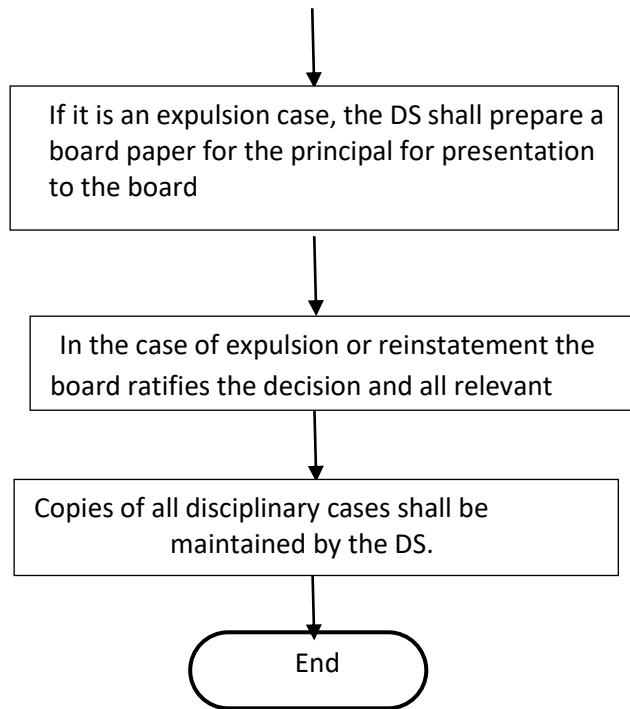 If it is an expulsion case, the DS shall prepare a
board paper for the principal for presentation
to the board
In the case of expulsion or reinstatement the
board ratifies the decision and all relevant
Copies of all disciplinary cases shall be
maintained by the DS.
End